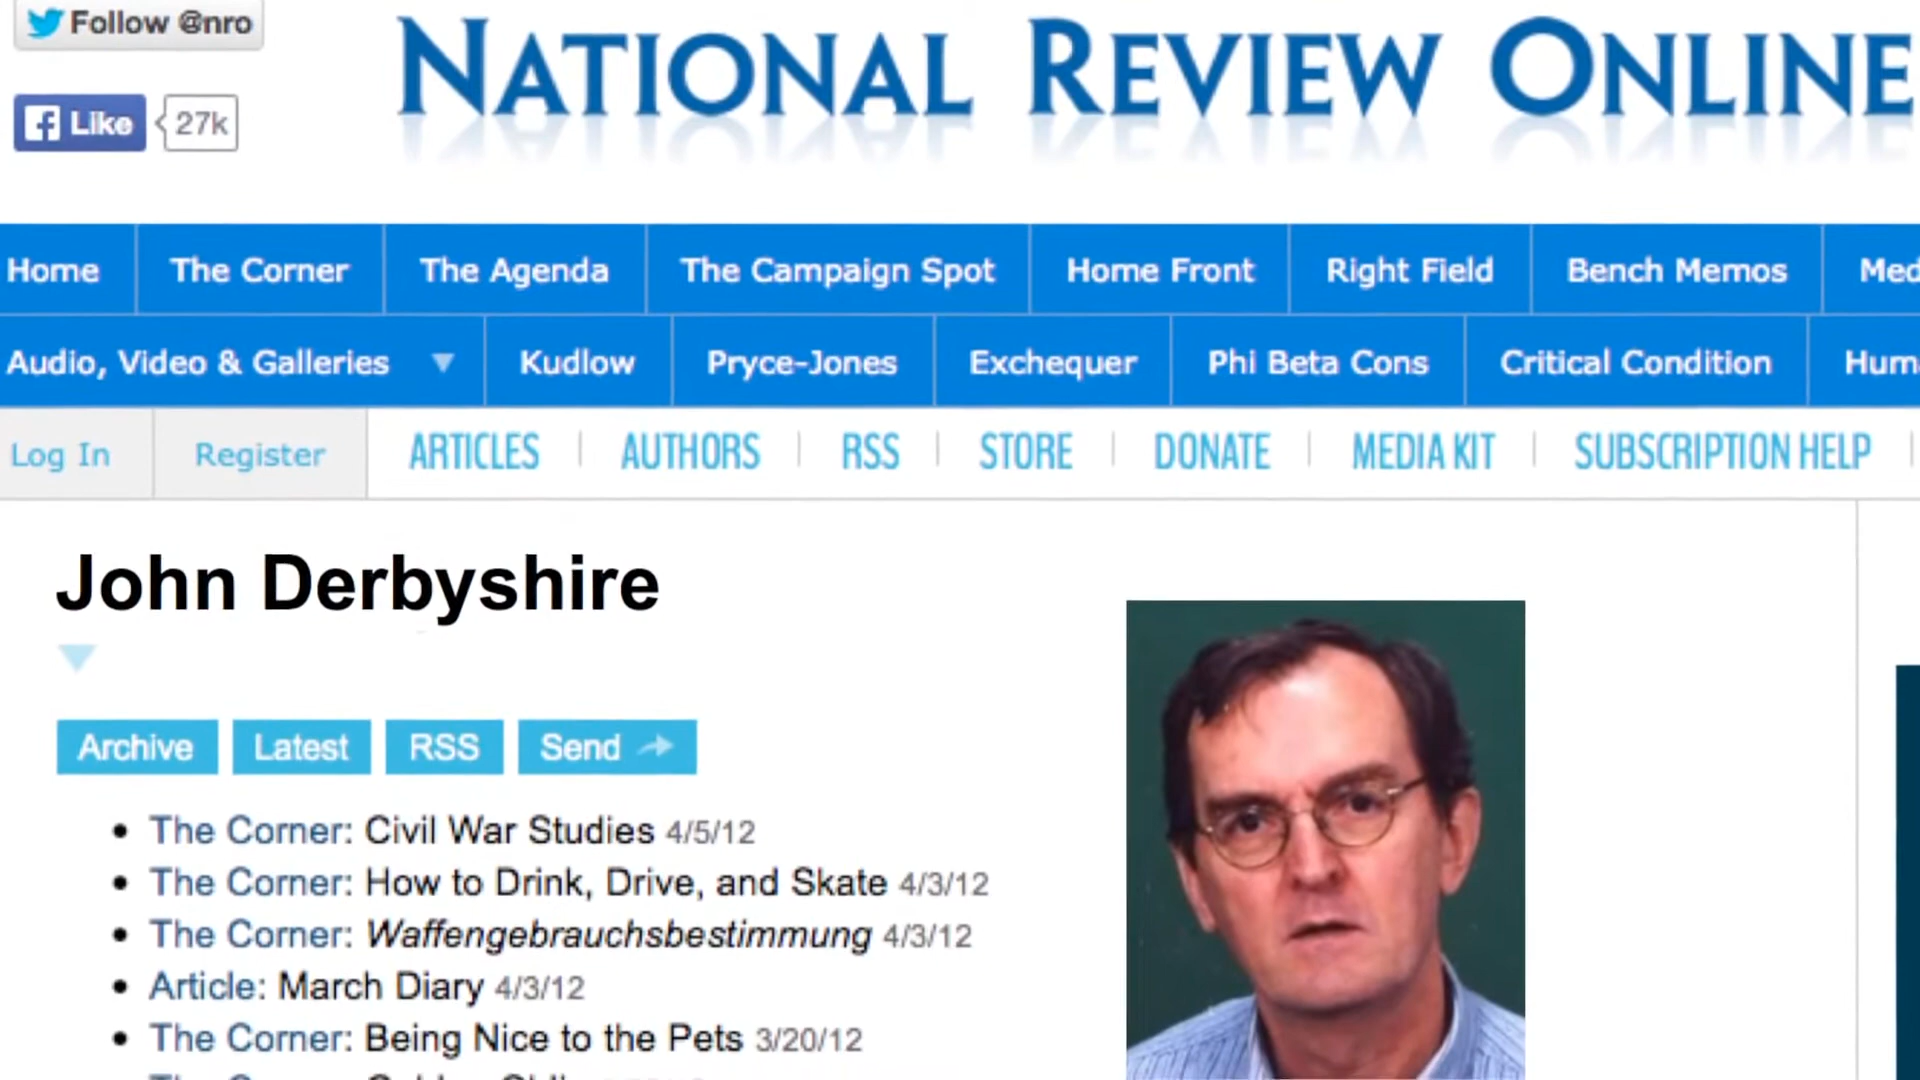 Follow @nro
NATIONAL REVIEW ONLINE
Like 27k
Home The Corner The Agenda The Campaign Spot Home Front Right Field Bench Memos Med
Audio, Video & Galleries Kudlow Pryce-Jones Exchequer Phi Beta Cons Critical Condition Hum
Log In Register ARTICLES AUTHORS RSS STORE DONATE MEDIA KIT SUBSCRIPTION HELP
John Derbyshire
Archive Latest RSS Send
The Corner: Civil War Studies 4/5/12
The Corner: How to Drink, Drive, and Skate 4/3/12
The Corner: Waffengebrauchsbestimmung 4/3/12
Article: March Diary 4/3/12
The Corner: Being Nice to the Pets 3/20/12